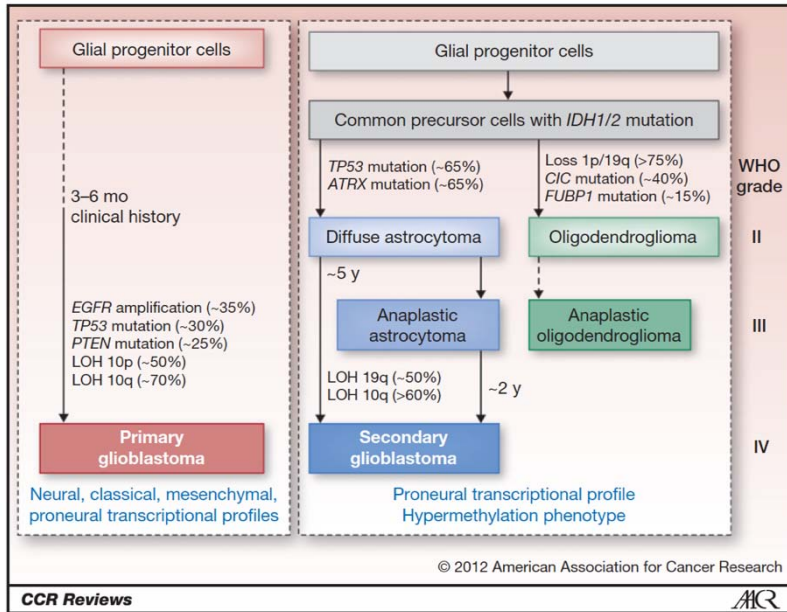 Glial progenitor cells
3–6 mo
clinical history
EGFR amplification (~35%)
TP53 mutation (~30%)
PTEN mutation (~25%)
LOH 10p (~50%)
LOH 10q (~70%)
Primary
glioblastoma
Neural, classical, mesenchymal,
proneural transcriptional profiles
Glial progenitor cells
Common precursor cells with IDH1/2 mutation
TP53 mutation (~65%)
ATRX mutation (~65%)
Loss 1p/19q (>75%)
CIC mutation (~40%)
FUBP1 mutation (~15%)
WHO
grade
Diffuse astrocytoma
Oligodendroglioma
II
~5 y
Anaplastic
astrocytoma
Anaplastic
oligodendroglioma
III
LOH 19q (~50%)
LOH 10q (>60%)
~2 y
Secondary
glioblastoma
IV
Proneural transcriptional profile
Hypermethylation phenotype
© 2012 American Association for Cancer Research
CCR Reviews
AACR